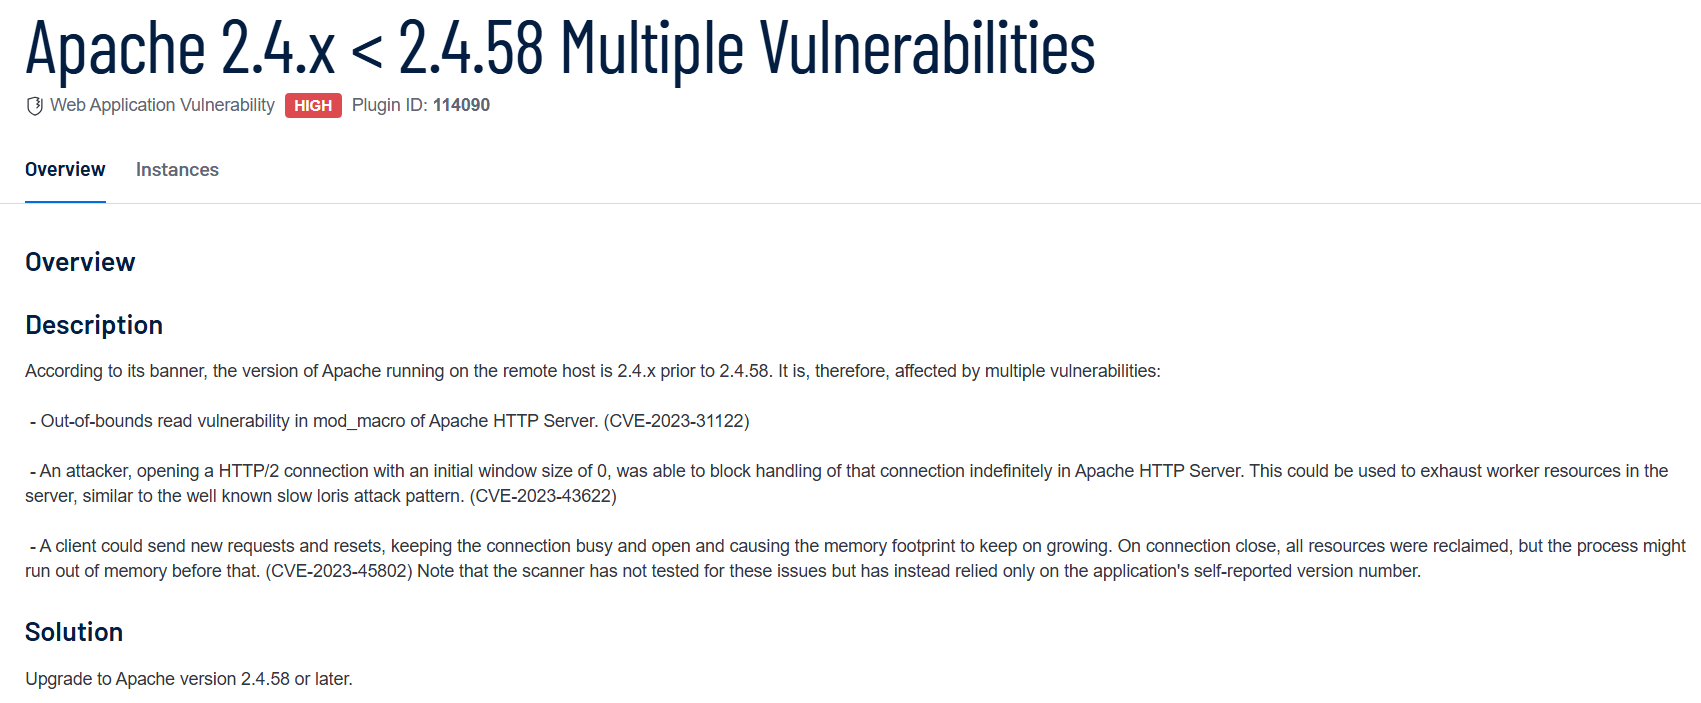 Apache 2.4.x < 2.4.58 Multiple Vulnerabilities
Web Application Vulnerability HIGH Plugin ID: 114090
Overview Instances
Overview
Description
According to its banner, the version of Apache running on the remote host is 2.4.x prior to 2.4.58. It is, therefore, affected by multiple vulnerabilities:
- Out-of-bounds read vulnerability in mod_macro of Apache HTTP Server. (CVE-2023-31122)
- An attacker, opening a HTTP/2 connection with an initial window size of 0, was able to block handling of that connection indefinitely in Apache HTTP Server. This could be used to exhaust worker resources in the
server, similar to the well known slow loris attack pattern. (CVE-2023-43622)
- A client could send new requests and resets, keeping the connection busy and open and causing the memory footprint to keep on growing. On connection close, all resources were reclaimed, but the process might
run out of memory before that. (CVE-2023-45802) Note that the scanner has not tested for these issues but has instead relied only on the application's self-reported version number.
Solution
Upgrade to Apache version 2.4.58 or later.